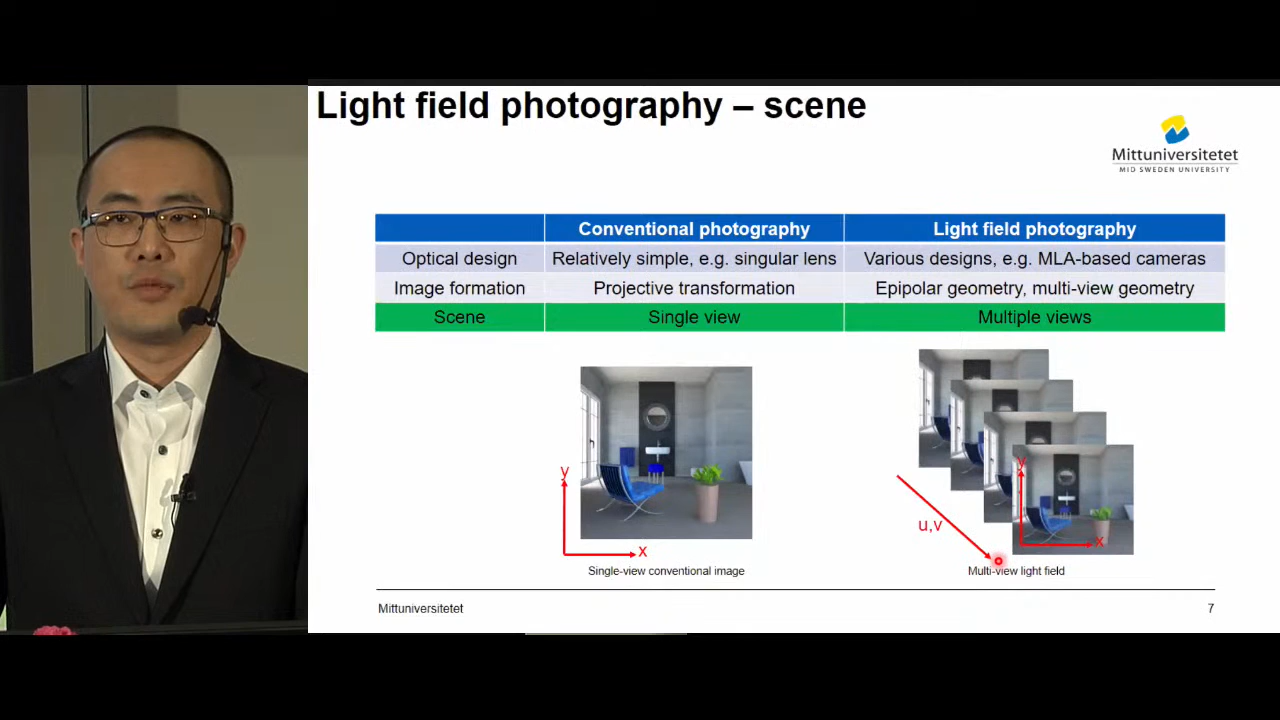 Light field photography – scene
Mittuniversitetet
MID SWEDEN UNIVERSITY
Conventional photography Light field photography
Optical design Relatively simple, e.g. singular lens Various designs, e.g. MLA-based cameras
Image formation Projective transformation Epipolar geometry, multi-view geometry
Scene Single view Multiple views
y
x
Single-view conventional image
u,v
y
x
Multi-view light field
Mittuniversitetet 7